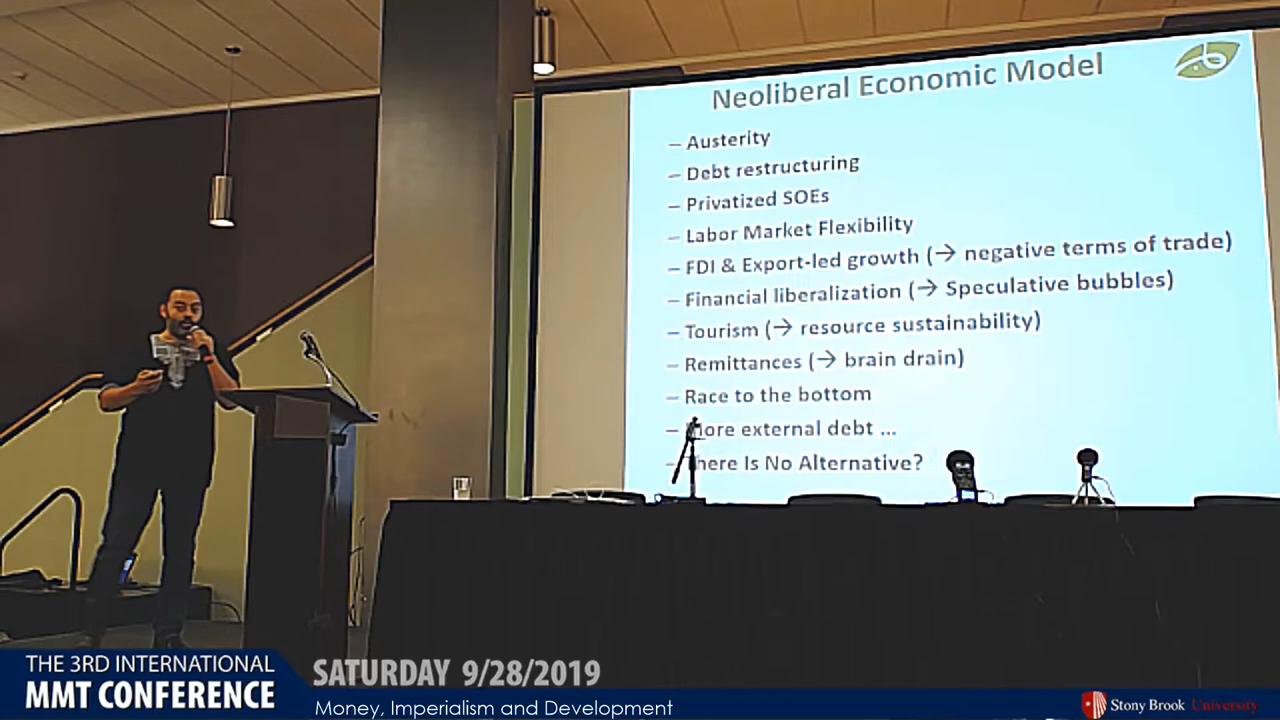 Neoliberal Economic Model
– Austerity
– Debt restructuring
– Privatized SOEs
– Labor Market Flexibility
– FDI & Export-led growth (→ negative terms of trade)
– Financial liberalization (→ Speculative bubbles)
– Tourism (→ resource sustainability)
– Remittances (→ brain drain)
– Race to the bottom
– More external debt ...
– There Is No Alternative?
THE 3RD INTERNATIONAL
MMT CONFERENCE
SATURDAY 9/28/2019
Money, Imperialism and Development
Stony Brook University